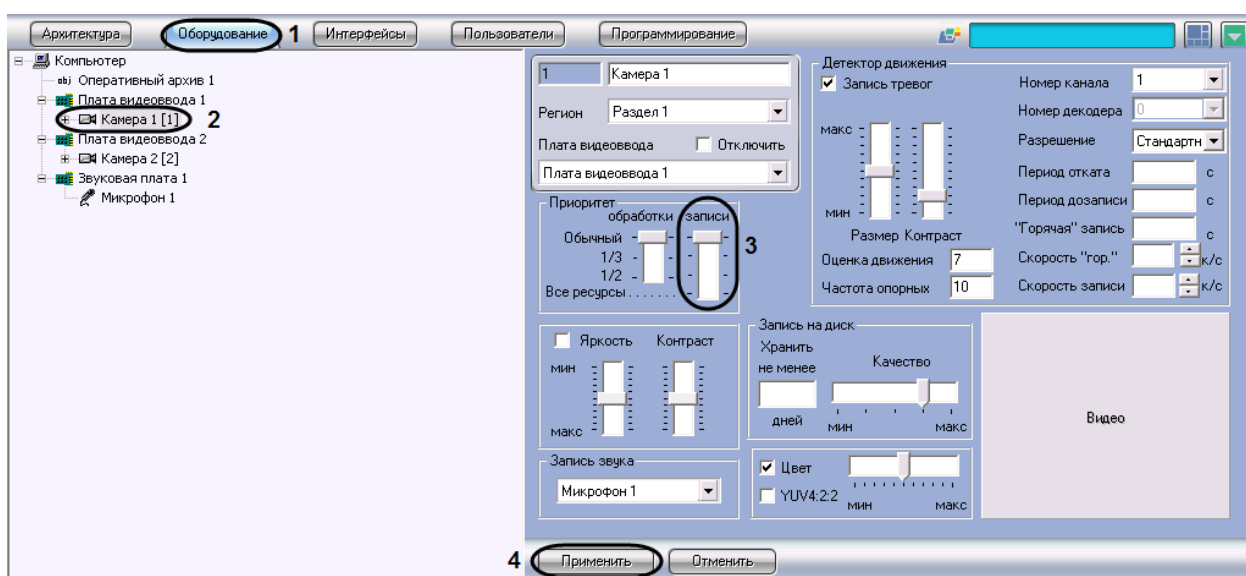 Архитектура
Оборудование
1
Интерфейсы
Пользователи
Программирование
Компьютер
Оперативный архив 1
Плата видеоввода 1
Камера 1 [1]
2
Плата видеоввода 2
Камера 2 [2]
Звуковая плата 1
Микрофон 1
1
Камера 1
Регион
Раздел 1
Плата видеоввода
Отключить
Плата видеоввода 1
Приоритет
обработки
записи
Обычный
1/3
1/2
Все ресурсы . . . . . . .
3
Яркость
Контраст
мин
макс
Запись звука
Микрофон 1
Детектор движения
Запись тревог
макс
мин
Размер Контраст
Оценка движения 7
Частота опорных 10
Номер канала 1
Номер декодера 0
Разрешение Стандартн
Период отката с
Период дозаписи с
"Горячая" запись с
Скорость "гор." к/с
Скорость записи к/с
Запись на диск
Хранить
не менее
дней
Качество
мин макс
Цвет
YUV4:2:2
мин макс
Видео
4
Применить
Отменить